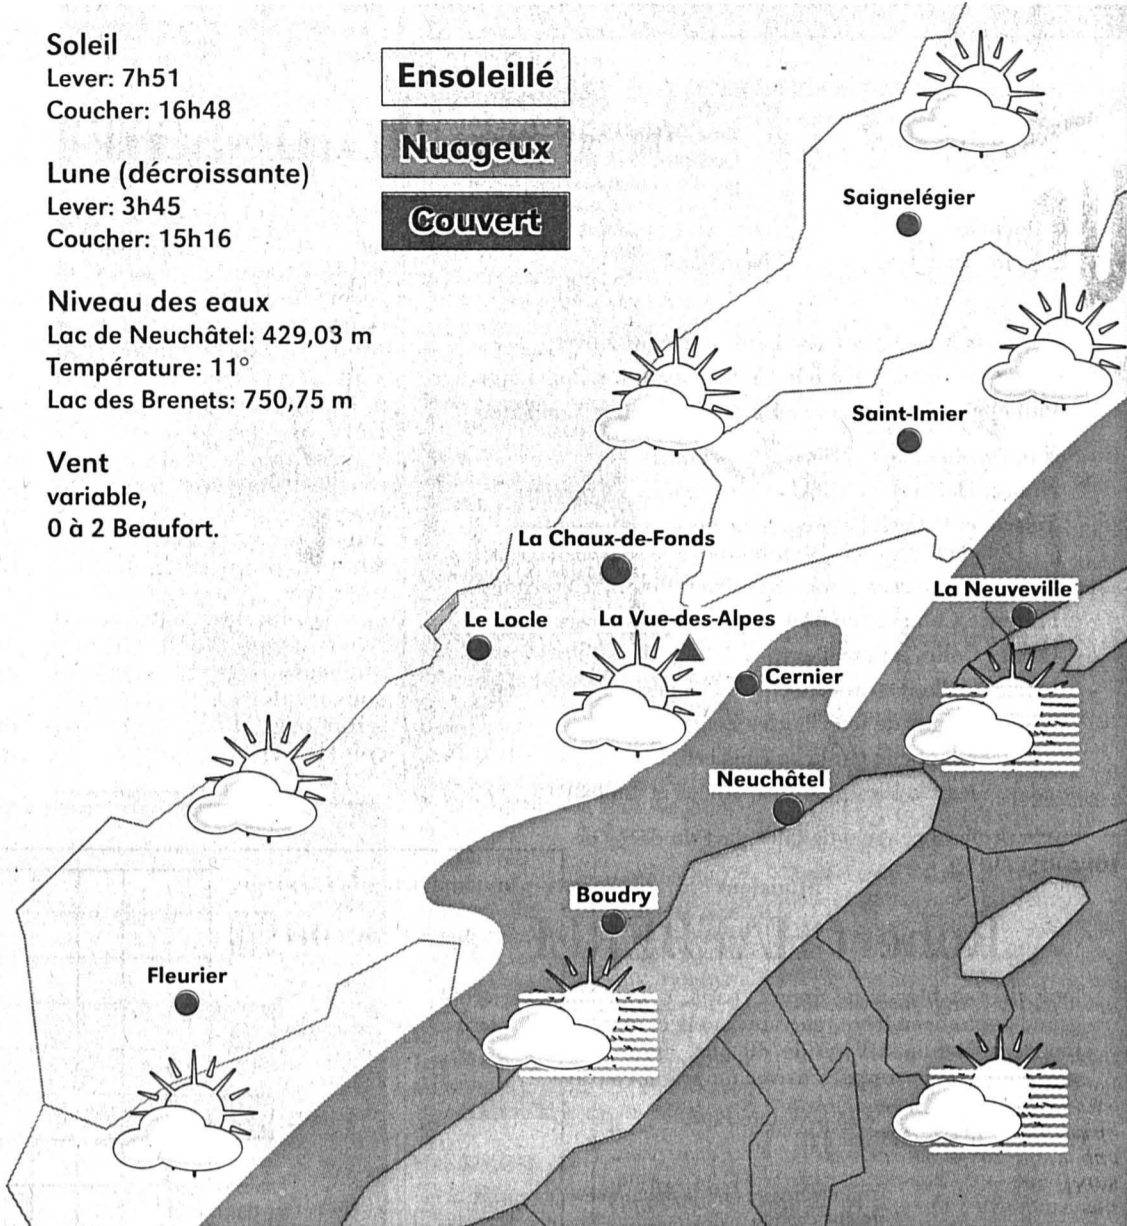 Soleil
Lever: 7h51
Coucher: 16h48
Lune (décroissante)
Lever: 3h45
Coucher: 15h16
Niveau des eaux
Lac de Neuchâtel: 429,03 m
Température: 11°
Lac des Brenets: 750,75 m
Vent
variable,
0 à 2 Beaufort.
Ensoleillé
Nuageux
Couvert
Saignelégier
Saint-Imier
La Chaux-de-Fonds
La Neuveville
Le Locle
La Vue-des-Alpes
Cernier
Neuchâtel
Boudry
Fleurier